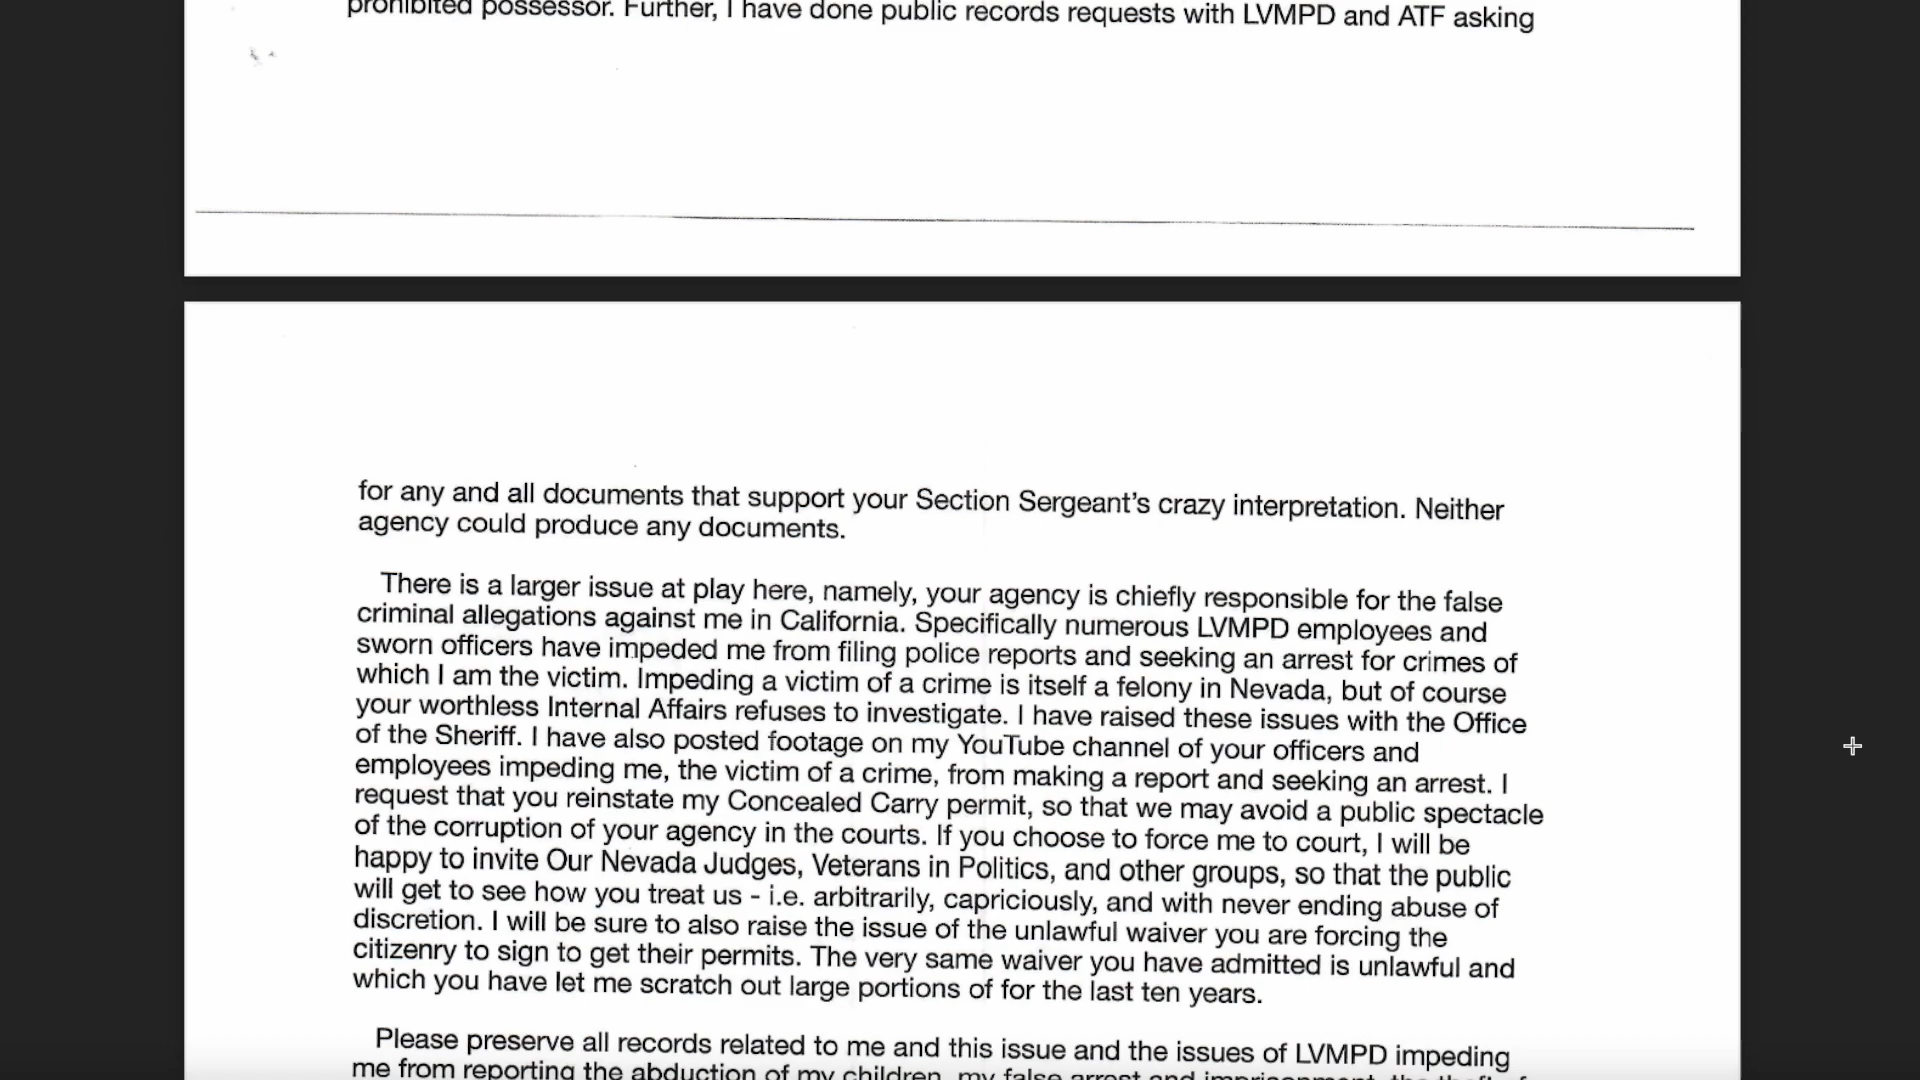 prohibited possessor. Further, I have done public records requests with LVMPD and ATF asking
for any and all documents that support your Section Sergeant's crazy interpretation. Neither
agency could produce any documents.
There is a larger issue at play here, namely, your agency is chiefly responsible for the false
criminal allegations against me in California. Specifically numerous LVMPD employees and
sworn officers have impeded me from filing police reports and seeking an arrest for crimes of
which I am the victim. Impeding a victim of a crime is itself a felony in Nevada, but of course
your worthless Internal Affairs refuses to investigate. I have raised these issues with the Office
of the Sheriff. I have also posted footage on my YouTube channel of your officers and
employees impeding me, the victim of a crime, from making a report and seeking an arrest. I
request that you reinstate my Concealed Carry permit, so that we may avoid a public spectacle
of the corruption of your agency in the courts. If you choose to force me to court, I will be
happy to invite Our Nevada Judges, Veterans in Politics, and other groups, so that the public
will get to see how you treat us - i.e. arbitrarily, capriciously, and with never ending abuse of
discretion. I will be sure to also raise the issue of the unlawful waiver you are forcing the
citizenry to sign to get their permits. The very same waiver you have admitted is unlawful and
which you have let me scratch out large portions of for the last ten years.
Please preserve all records related to me and this issue and the issues of LVMPD impeding
me from reporting the abduction of my children, my false arrest and imprisonment, the theft of